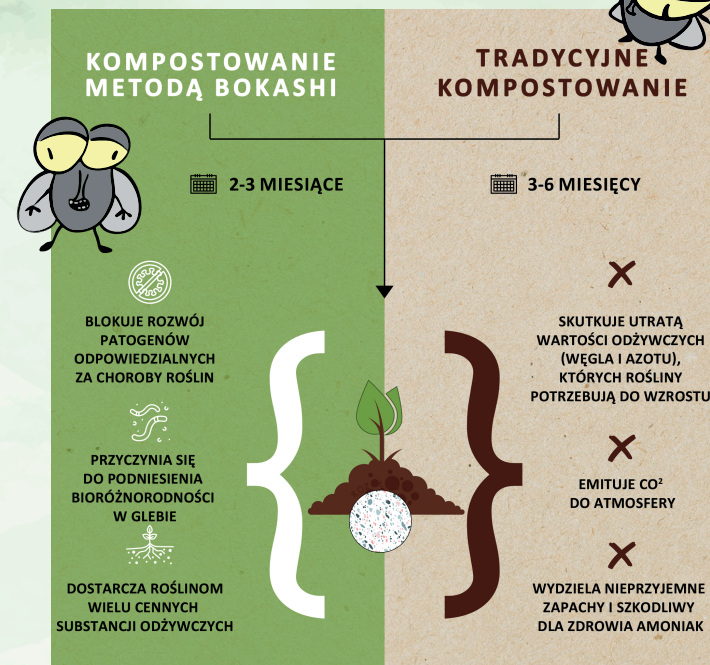 KOMPOSTOWANIE
METODĄ BOKASHI
2-3 MIESIĄCE
BLOKUJE ROZWÓJ
PATOGENÓW
ODPOWIEDZIALNYCH
ZA CHOROBY ROŚLIN
PRZYCZYNIA SIĘ
DO PODNIESIENIA
BIORÓŻNORODNOŚCI
W GLEBIE
DOSTARCZA ROŚLINOM
WIELU CENNYCH
SUBSTANCJI ODŻYWCZYCH
TRADYCYJNE
KOMPOSTOWANIE
3-6 MIESIĘCY
SKUTKUJE UTRATĄ
WARTOŚCI ODŻYWCZYCH
(WĘGLA I AZOTU),
KTÓRYCH ROŚLINY
POTRZEBUJĄ DO WZROSTU
EMITUJE CO²
DO ATMOSFERY
WYDZIELA NIEPRZYJEMNE
ZAPACHY I SZKODLIWY
DLA ZDROWIA AMONIAK